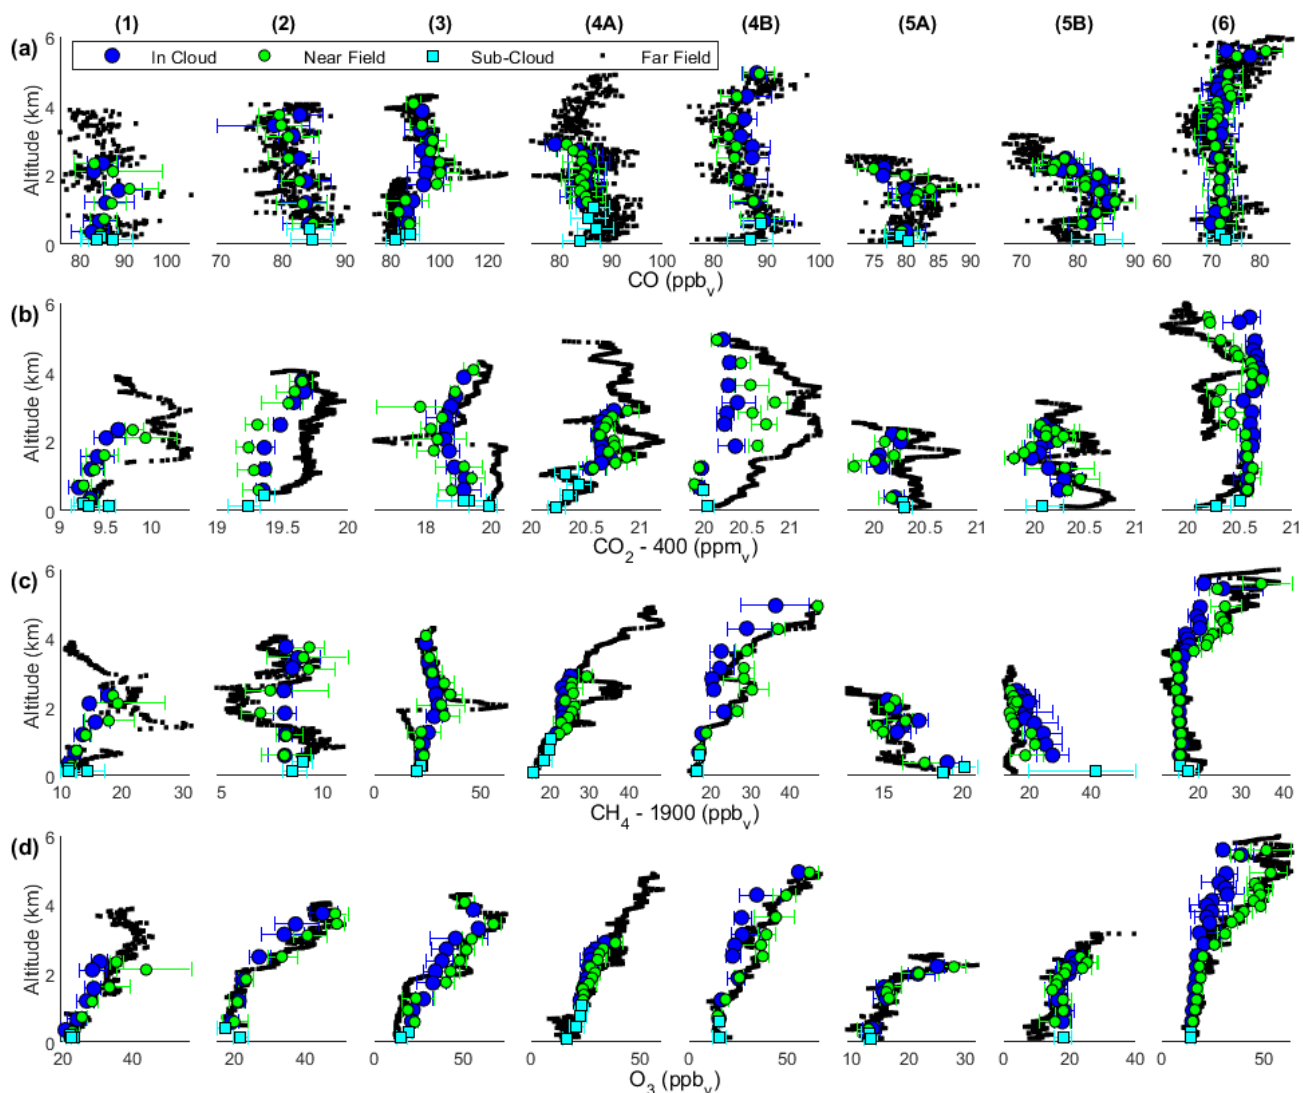 (1) (2) (3) (4A) (4B) (5A) (5B) (6)
(a)
In Cloud Near Field Sub-Cloud Far Field
Altitude (km)
6
4
2
0
80 90 100 70 80 90 80 100 120 80 90 100 80 90 100 75 80 85 90 70 80 90 60 70 80
CO (ppb_v)
(b)
Altitude (km)
6
4
2
0
9 9.5 10 19 19.5 20 18 20 20 20.5 21 20 20.5 21 20 20.5 21 20 20.5 21 20 20.5 21
CO₂ - 400 (ppm_v)
(c)
Altitude (km)
6
4
2
0
10 20 30 5 10 0 50 20 40 20 30 40 15 20 20 40 20 30 40
CH₄ - 1900 (ppb_v)
(d)
Altitude (km)
6
4
2
0
20 40 20 40 0 50 0 50 0 50 10 20 30 0 20 40 0 50
O₃ (ppb_v)